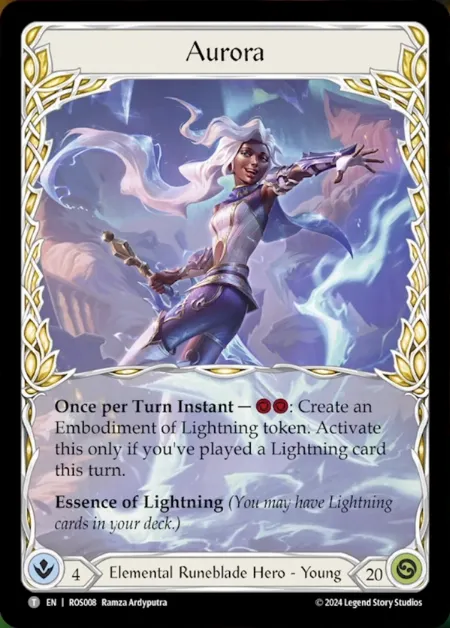 Aurora
Once per Turn Instant — : Create an
Embodiment of Lightning token. Activate
this only if you've played a Lightning card
this turn.
Essence of Lightning (You may have Lightning
cards in your deck.)
4 Elemental Runeblade Hero - Young 20
T EN | ROS008 Ramza Ardyputra © 2024 Legend Story Studios